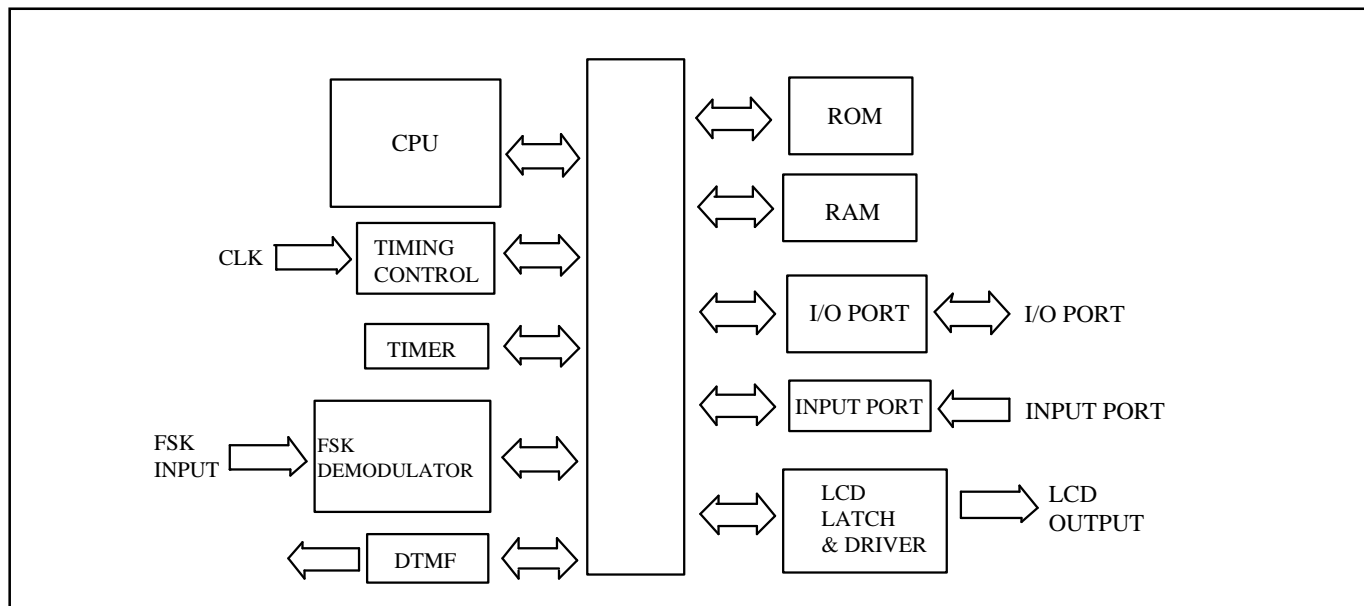 CPU
CLK
TIMING
CONTROL
TIMER
FSK
INPUT
FSK
DEMODULATOR
DTMF
ROM
RAM
I/O PORT
I/O PORT
INPUT PORT
INPUT PORT
LCD
LATCH
& DRIVER
LCD
OUTPUT